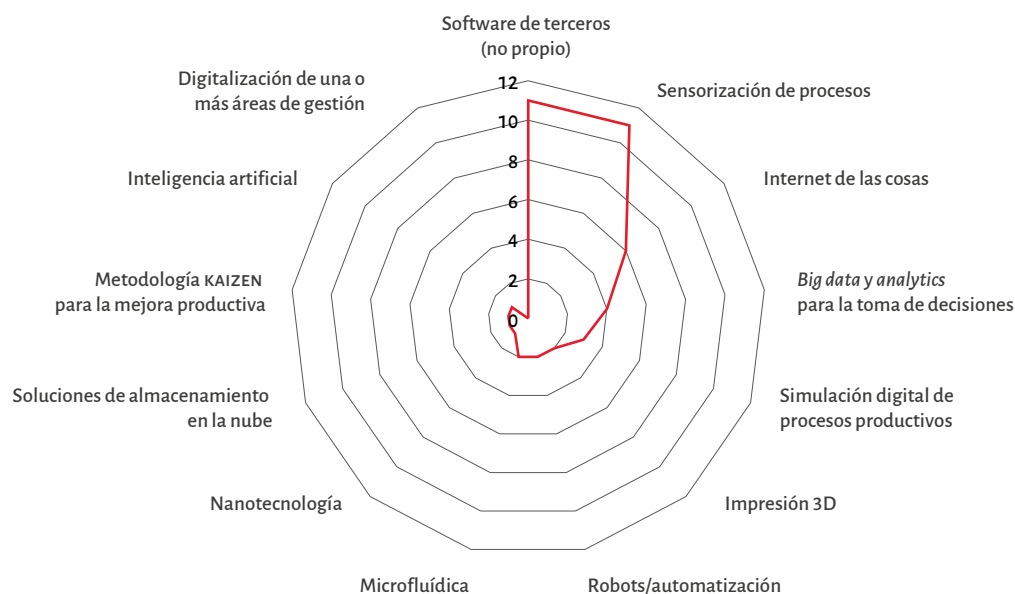 Software de terceros
(no propio)
Digitalización de una o
más áreas de gestión
Sensorización de procesos
Inteligencia artificial
Internet de las cosas
Metodología KAIZEN
para la mejora productiva
Big data y analytics
para la toma de decisiones
Soluciones de almacenamiento
en la nube
Simulación digital de
procesos productivos
Nanotecnología
Impresión 3D
Microfluídica
Robots/automatización
12
10
8
6
4
2
0